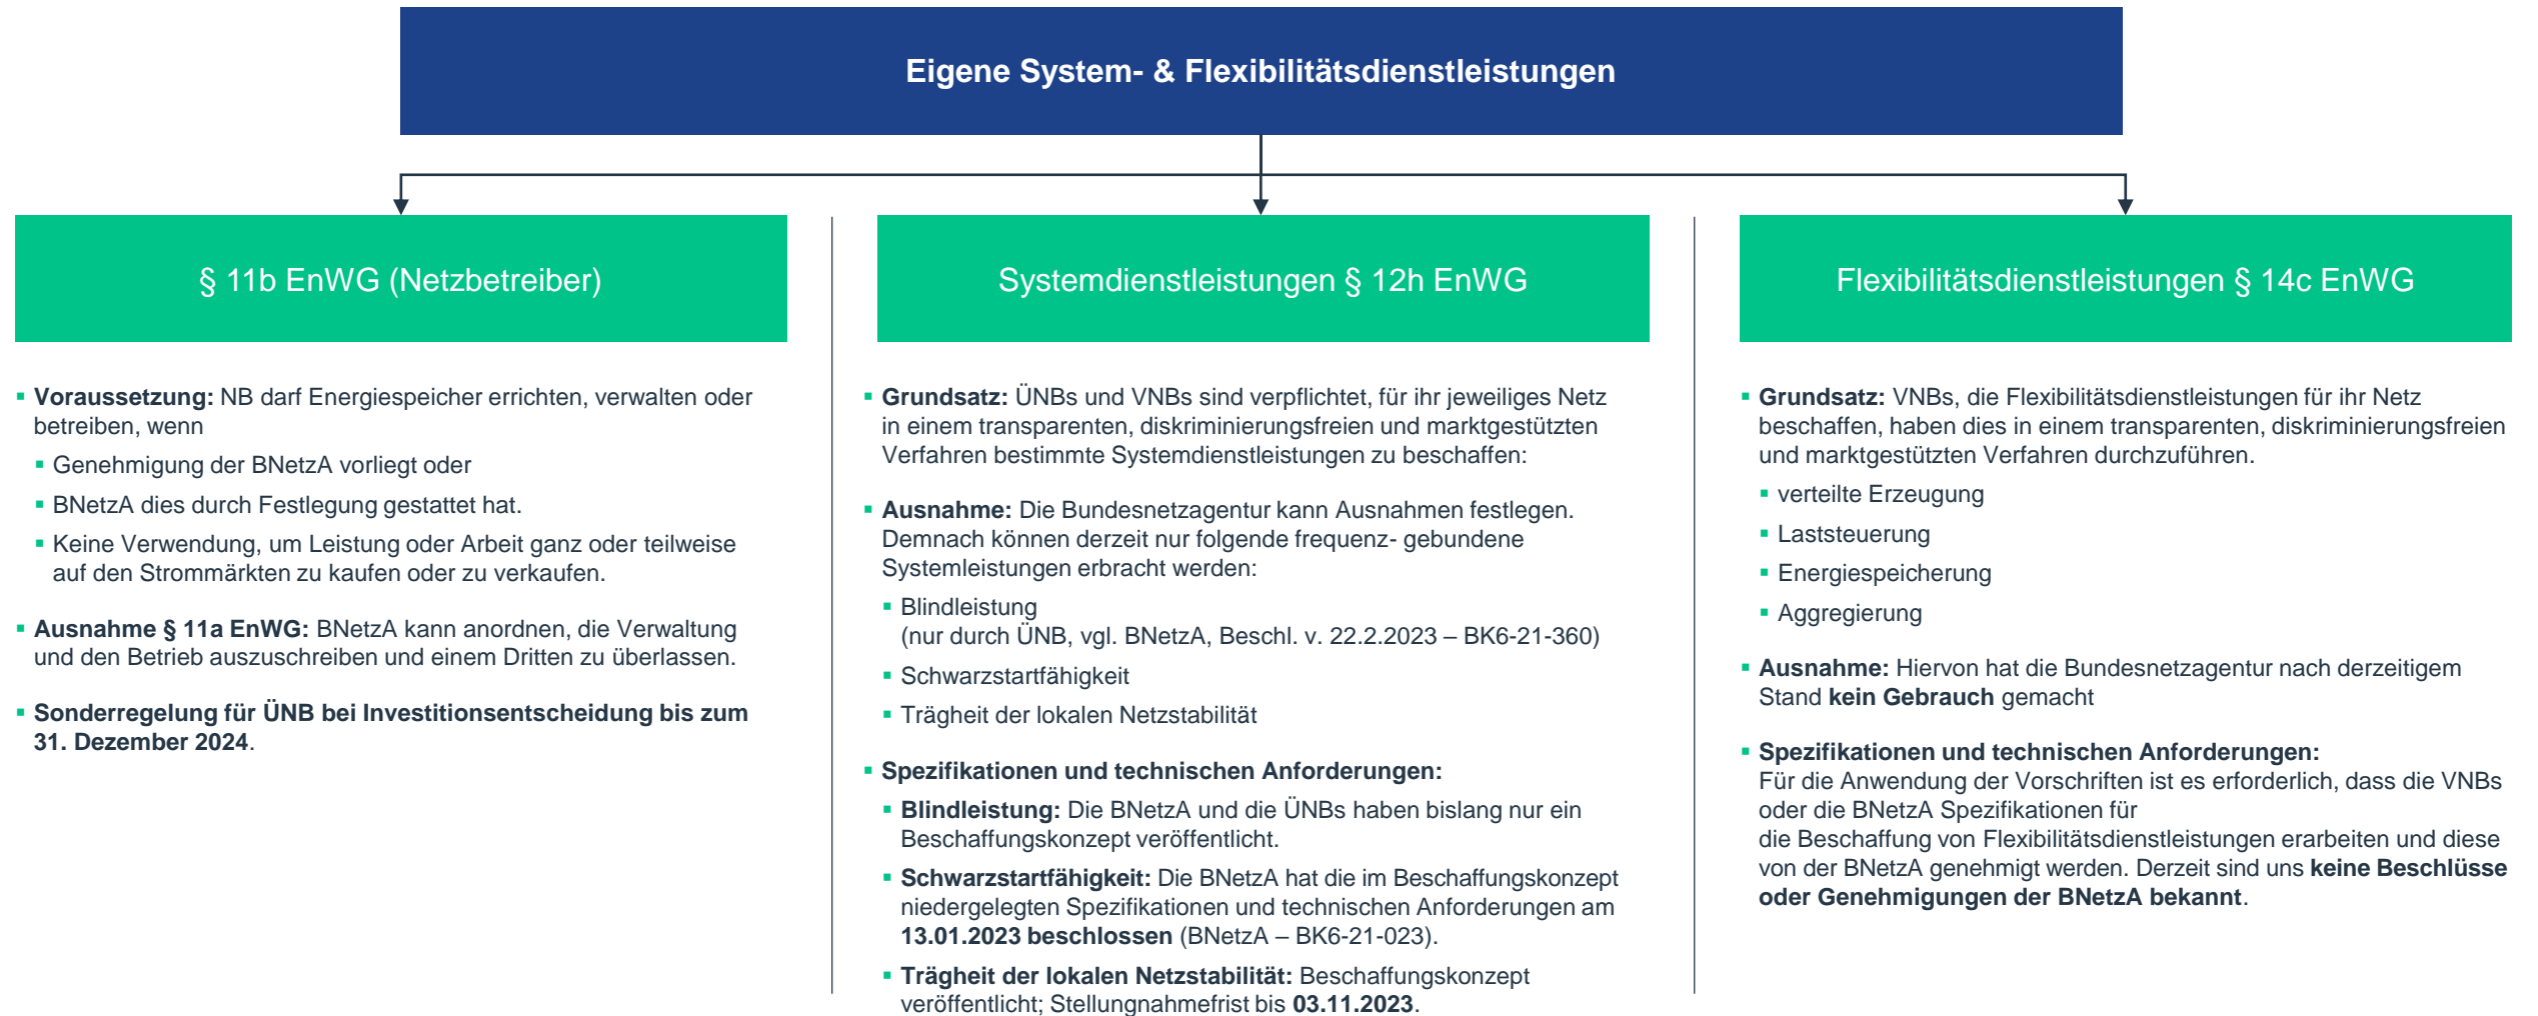 Eigene System- & Flexibilitätsdienstleistungen
§ 11b EnWG (Netzbetreiber)
▪ Voraussetzung: NB darf Energiespeicher errichten, verwalten oder
betreiben, wenn
▪ Genehmigung der BNetzA vorliegt oder
▪ BNetzA dies durch Festlegung gestattet hat.
▪ Keine Verwendung, um Leistung oder Arbeit ganz oder teilweise
auf den Strommärkten zu kaufen oder zu verkaufen.
▪ Ausnahme § 11a EnWG: BNetzA kann anordnen, die Verwaltung
und den Betrieb auszuschreiben und einem Dritten zu überlassen.
▪ Sonderregelung für ÜNB bei Investitionsentscheidung bis zum
31. Dezember 2024.
Systemdienstleistungen § 12h EnWG
▪ Grundsatz: ÜNBs und VNBs sind verpflichtet, für ihr jeweiliges Netz
in einem transparenten, diskriminierungsfreien und marktgestützten
Verfahren bestimmte Systemdienstleistungen zu beschaffen:
▪ Ausnahme: Die Bundesnetzagentur kann Ausnahmen festlegen.
Demnach können derzeit nur folgende frequenz- gebundene
Systemleistungen erbracht werden:
▪ Blindleistung
(nur durch ÜNB, vgl. BNetzA, Beschl. v. 22.2.2023 – BK6-21-360)
▪ Schwarzstartfähigkeit
▪ Trägheit der lokalen Netzstabilität
▪ Spezifikationen und technischen Anforderungen:
▪ Blindleistung: Die BNetzA und die ÜNBs haben bislang nur ein
Beschaffungskonzept veröffentlicht.
▪ Schwarzstartfähigkeit: Die BNetzA hat die im Beschaffungskonzept
niedergelegten Spezifikationen und technischen Anforderungen am
13.01.2023 beschlossen (BNetzA – BK6-21-023).
▪ Trägheit der lokalen Netzstabilität: Beschaffungskonzept
veröffentlicht; Stellungnahmefrist bis 03.11.2023.
Flexibilitätsdienstleistungen § 14c EnWG
▪ Grundsatz: VNBs, die Flexibilitätsdienstleistungen für ihr Netz
beschaffen, haben dies in einem transparenten, diskriminierungsfreien
und marktgestützten Verfahren durchzuführen.
▪ verteilte Erzeugung
▪ Laststeuerung
▪ Energiespeicherung
▪ Aggregierung
▪ Ausnahme: Hiervon hat die Bundesnetzagentur nach derzeitigem
Stand kein Gebrauch gemacht
▪ Spezifikationen und technischen Anforderungen:
Für die Anwendung der Vorschriften ist es erforderlich, dass die VNBs
oder die BNetzA Spezifikationen für
die Beschaffung von Flexibilitätsdienstleistungen erarbeiten und diese
von der BNetzA genehmigt werden. Derzeit sind uns keine Beschlüsse
oder Genehmigungen der BNetzA bekannt.